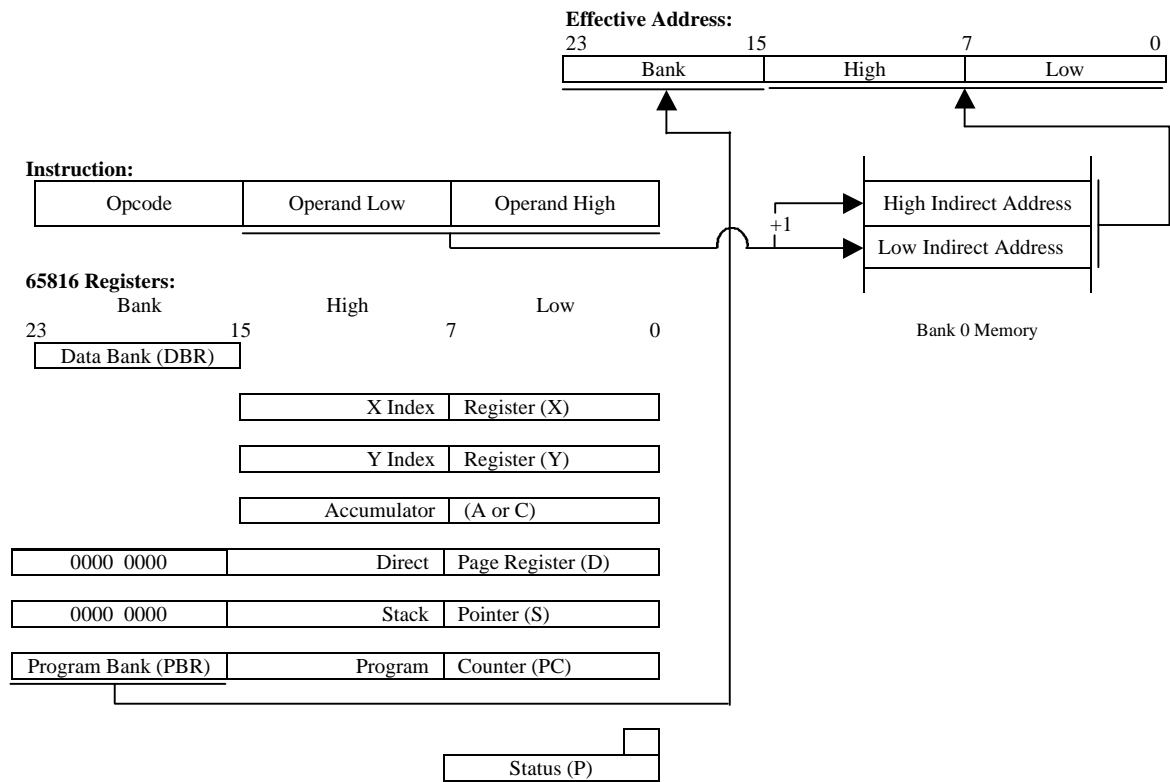 Effective Address:
23 15 7 0
Bank High Low
Instruction:
Opcode Operand Low Operand High
High Indirect Address
+1
Low Indirect Address
65816 Registers:
Bank High Low
23 15 7 0
Bank 0 Memory
Data Bank (DBR)
X Index Register (X)
Y Index Register (Y)
Accumulator (A or C)
0000 0000 Direct Page Register (D)
0000 0000 Stack Pointer (S)
Program Bank (PBR) Program Counter (PC)
Status (P)